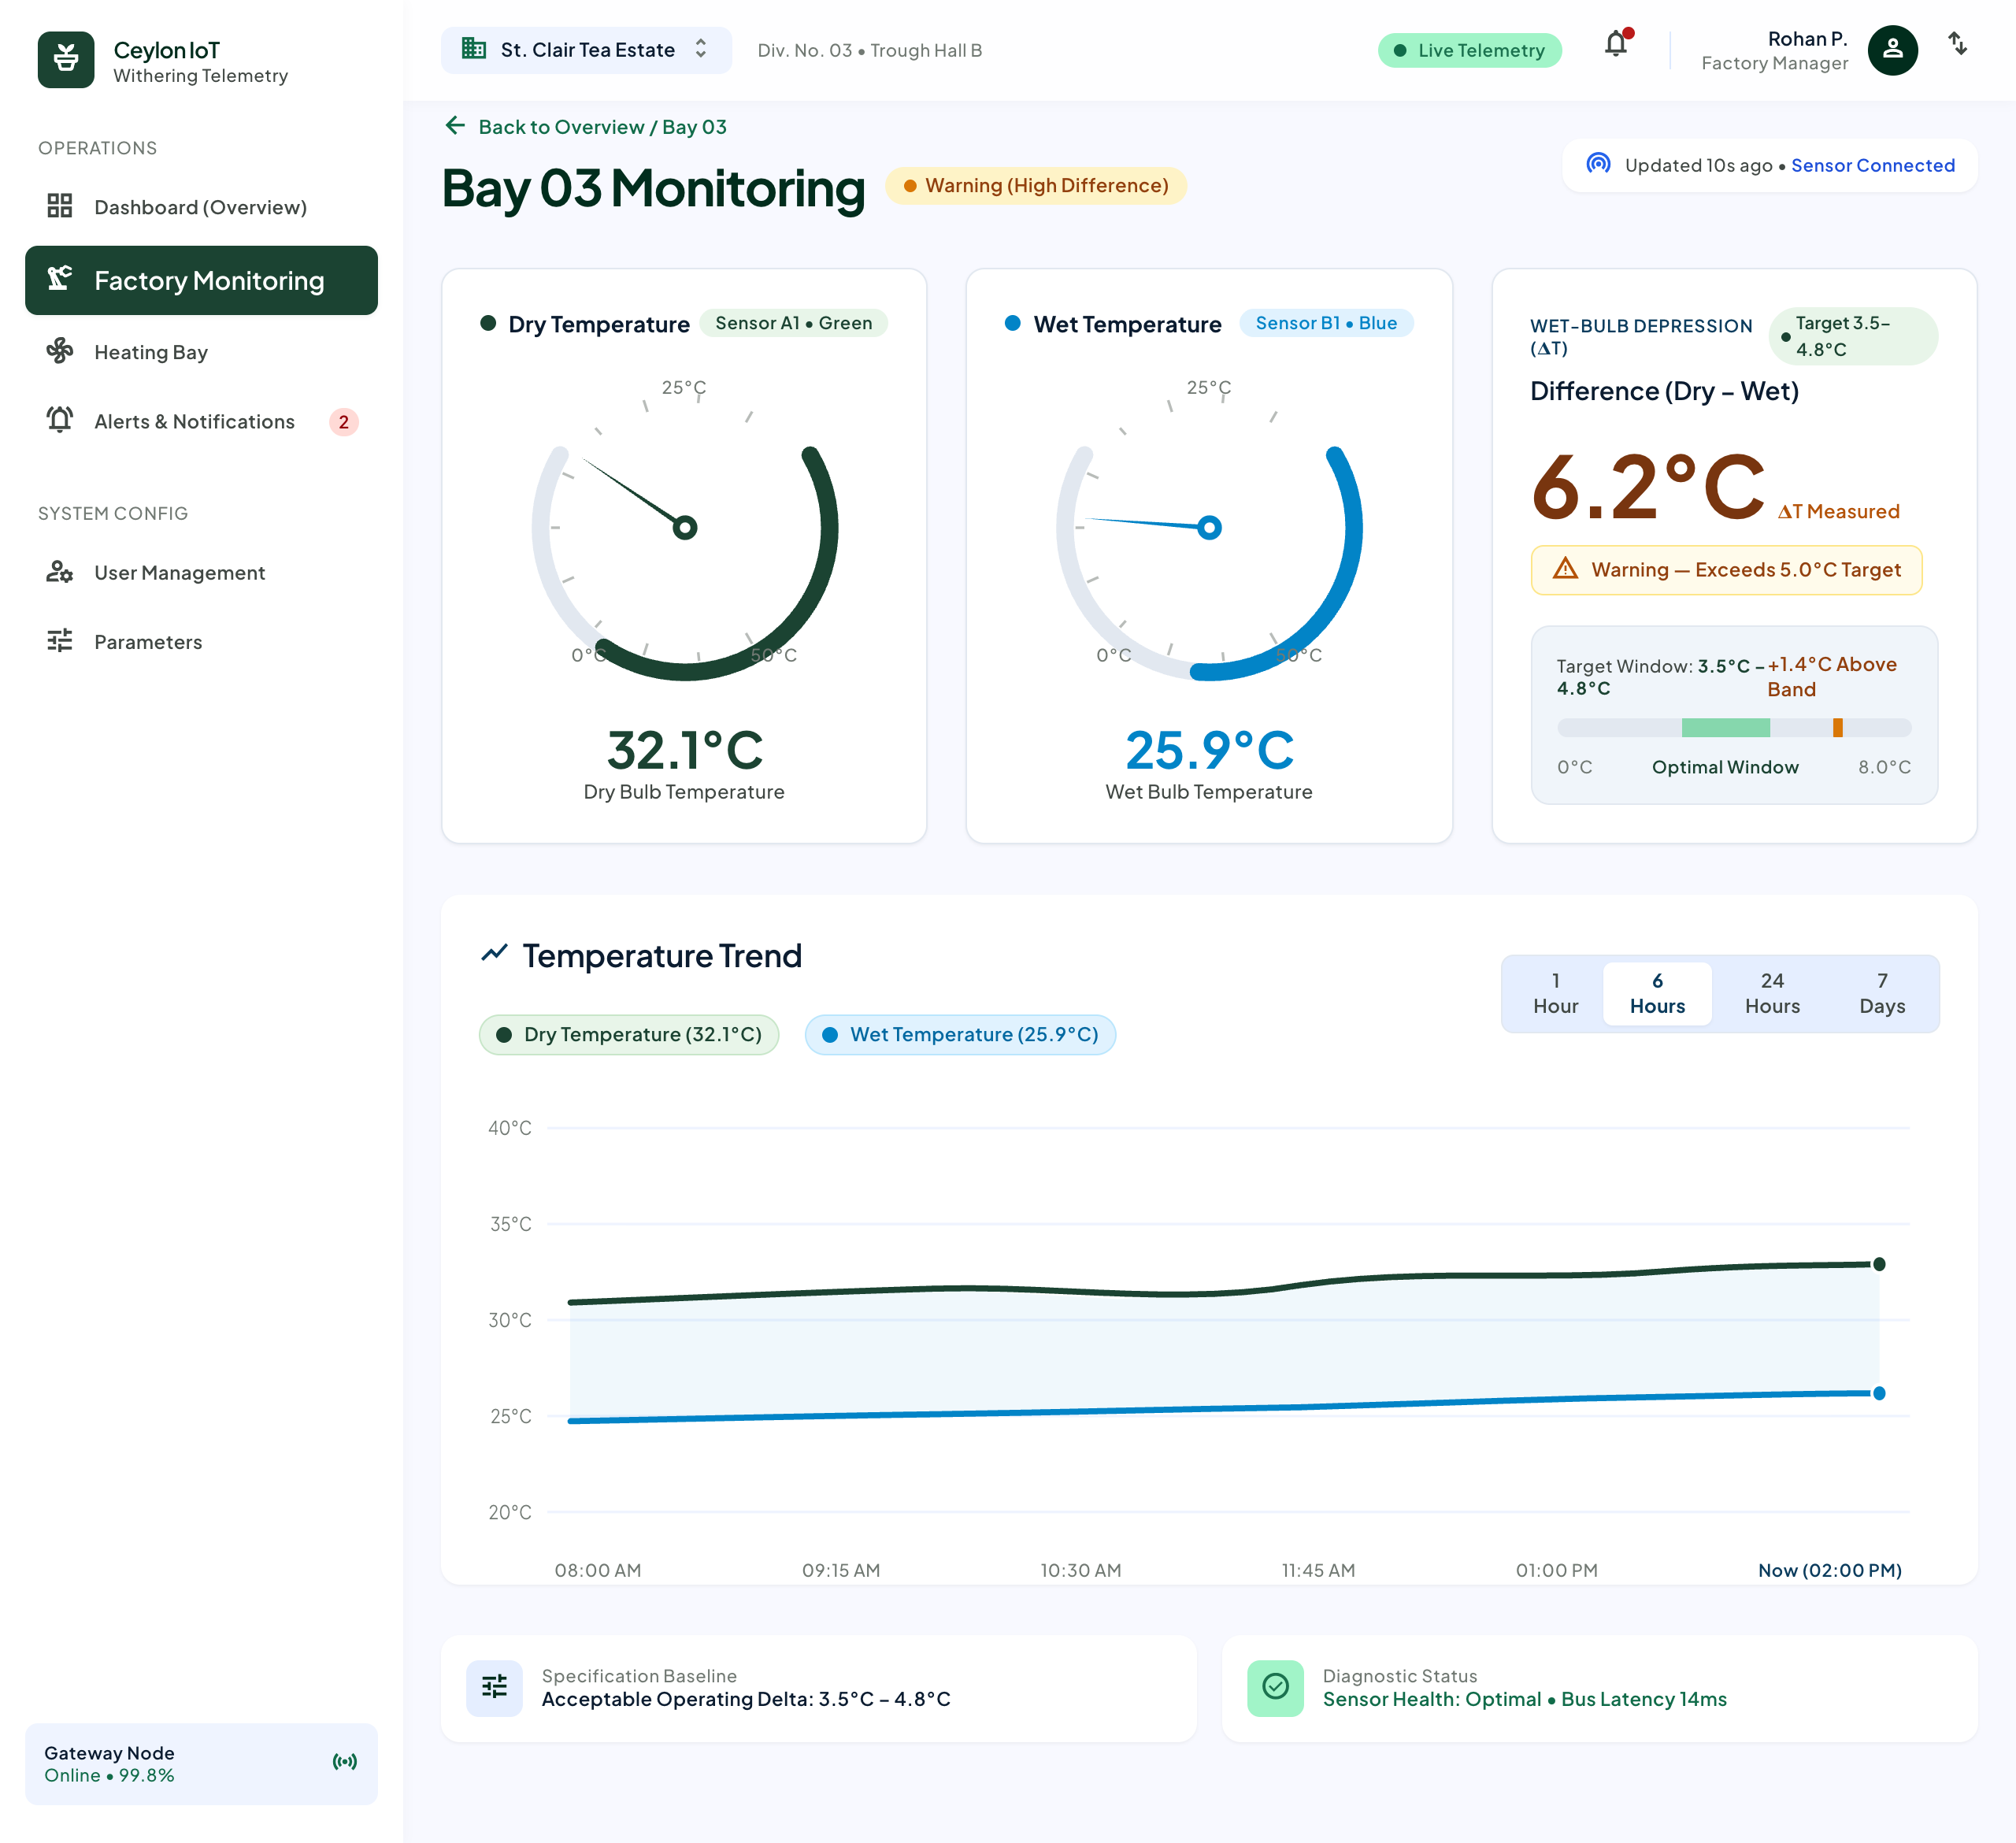 Ceylon IoT
Withering Telemetry
OPERATIONS
Dashboard (Overview)
Factory Monitoring
Heating Bay
Alerts & Notifications
2
SYSTEM CONFIG
User Management
Parameters
Gateway Node
Online • 99.8%
St. Clair Tea Estate
Div. No. 03 • Trough Hall B
Live Telemetry
Rohan P.
Factory Manager
Back to Overview / Bay 03
Bay 03 Monitoring
Warning (High Difference)
Updated 10s ago • Sensor Connected
Dry Temperature
Sensor A1 • Green
25°C
0°C
50°C
32.1°C
Dry Bulb Temperature
Wet Temperature
Sensor B1 • Blue
25°C
0°C
50°C
25.9°C
Wet Bulb Temperature
WET-BULB DEPRESSION
(ΔT)
Target 3.5–
4.8°C
Difference (Dry – Wet)
6.2°C
ΔT Measured
Warning — Exceeds 5.0°C Target
Target Window: 3.5°C –
4.8°C
+1.4°C Above
Band
0°C
Optimal Window
8.0°C
Temperature Trend
1
Hour
6
Hours
24
Hours
7
Days
Dry Temperature (32.1°C)
Wet Temperature (25.9°C)
40°C
35°C
30°C
25°C
20°C
08:00 AM
09:15 AM
10:30 AM
11:45 AM
01:00 PM
Now (02:00 PM)
Specification Baseline
Acceptable Operating Delta: 3.5°C – 4.8°C
Diagnostic Status
Sensor Health: Optimal • Bus Latency 14ms